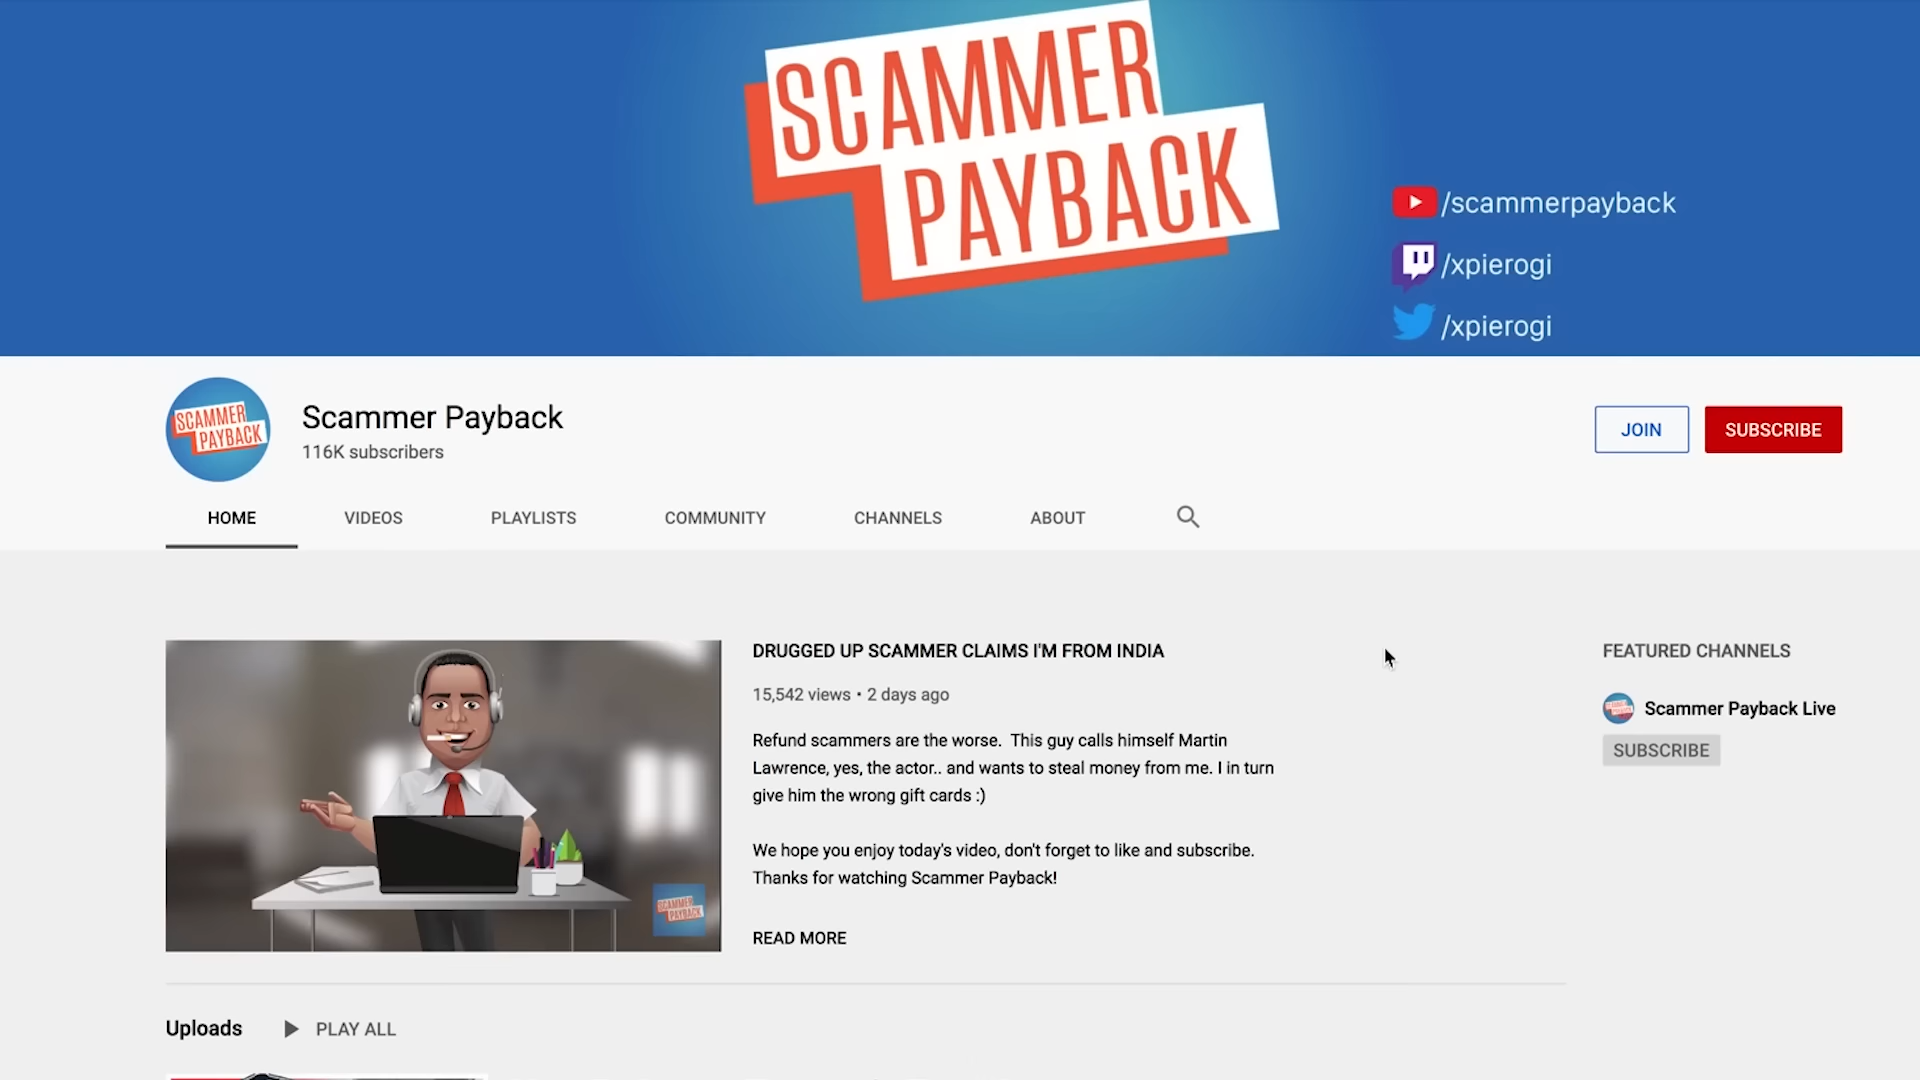 SCAMMER
PAYBACK
/scammerpayback
/xpierogi
/xpierogi
SCAMMER
PAYBACK
Scammer Payback
116K subscribers
JOIN
SUBSCRIBE
HOME
VIDEOS
PLAYLISTS
COMMUNITY
CHANNELS
ABOUT
DRUGGED UP SCAMMER CLAIMS I'M FROM INDIA
15,542 views • 2 days ago
Refund scammers are the worse.  This guy calls himself Martin
Lawrence, yes, the actor.. and wants to steal money from me. I in turn
give him the wrong gift cards :)
We hope you enjoy today's video, don't forget to like and subscribe.
Thanks for watching Scammer Payback!
READ MORE
SCAMMER
PAYBACK
FEATURED CHANNELS
Scammer Payback Live
SUBSCRIBE
Uploads
PLAY ALL